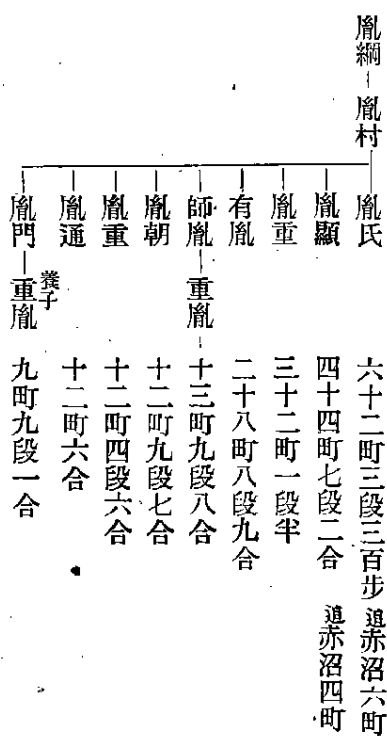 胤綱―胤村
胤氏 六十二町三段三百步 追赤沼六町
胤顯 四十四町七段二合 追赤沼四町
胤重 三十二町一段半
有胤 二十八町八段九合
師胤―重胤 十三町九段八合
胤朝 十二町九段七合
胤重 十二町四段六合
胤通 十二町六合
胤門―養子重胤 九町九段一合